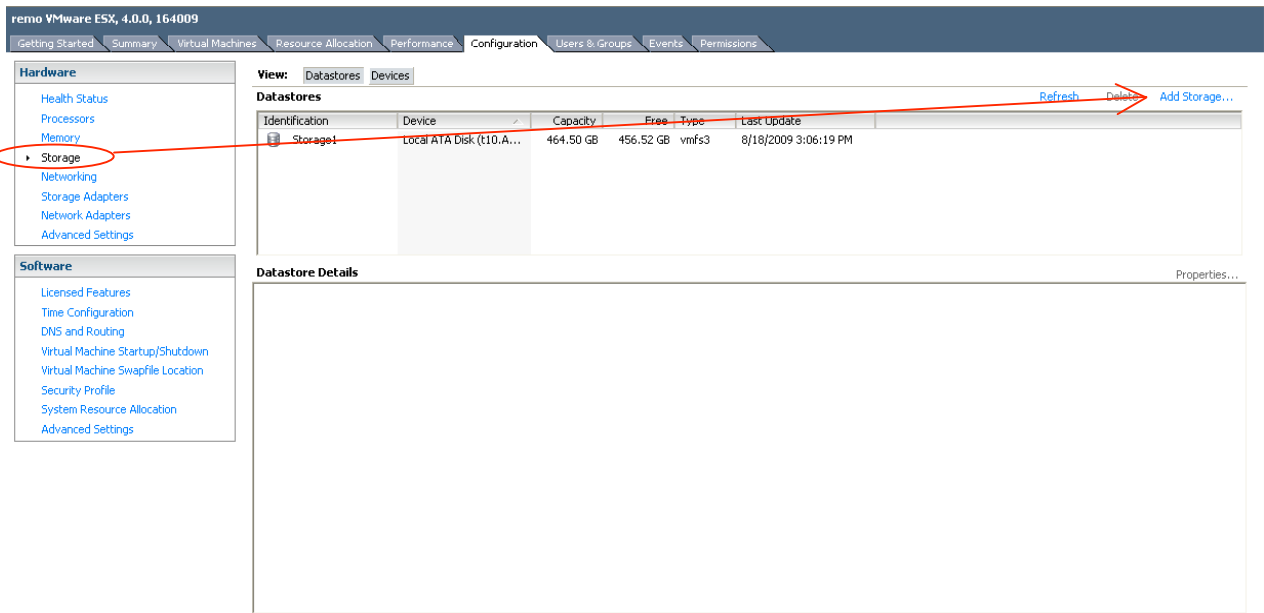 remo VMware ESX, 4.0.0, 164009
Getting Started Summary Virtual Machines Resource Allocation Performance Configuration Users & Groups Events Permissions
Hardware
Health Status
Processors
Memory
Storage
Networking
Storage Adapters
Network Adapters
Advanced Settings
Software
Licensed Features
Time Configuration
DNS and Routing
Virtual Machine Startup/Shutdown
Virtual Machine Swapfile Location
Security Profile
System Resource Allocation
Advanced Settings
View: Datastores Devices
Datastores Refresh Delete Add Storage...
Identification Device Capacity Free Type Last Update
Storage1 Local ATA Disk (t10.A... 464.50 GB 456.52 GB vmfs3 8/18/2009 3:06:19 PM
Datastore Details Properties...